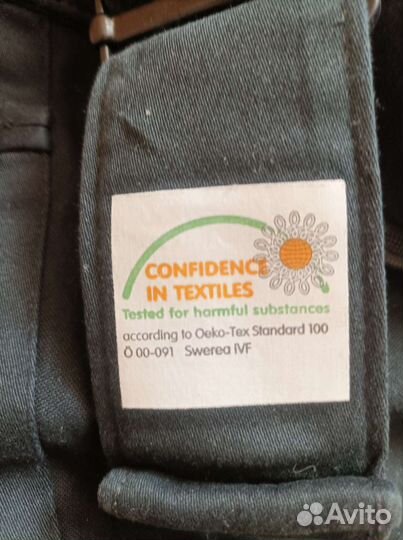 CONFIDENCE
IN TEXTILES
Tested for harmful substances
according to Oeko-Tex Standard 100
Ö 00-091 Swerea IVF
Avito